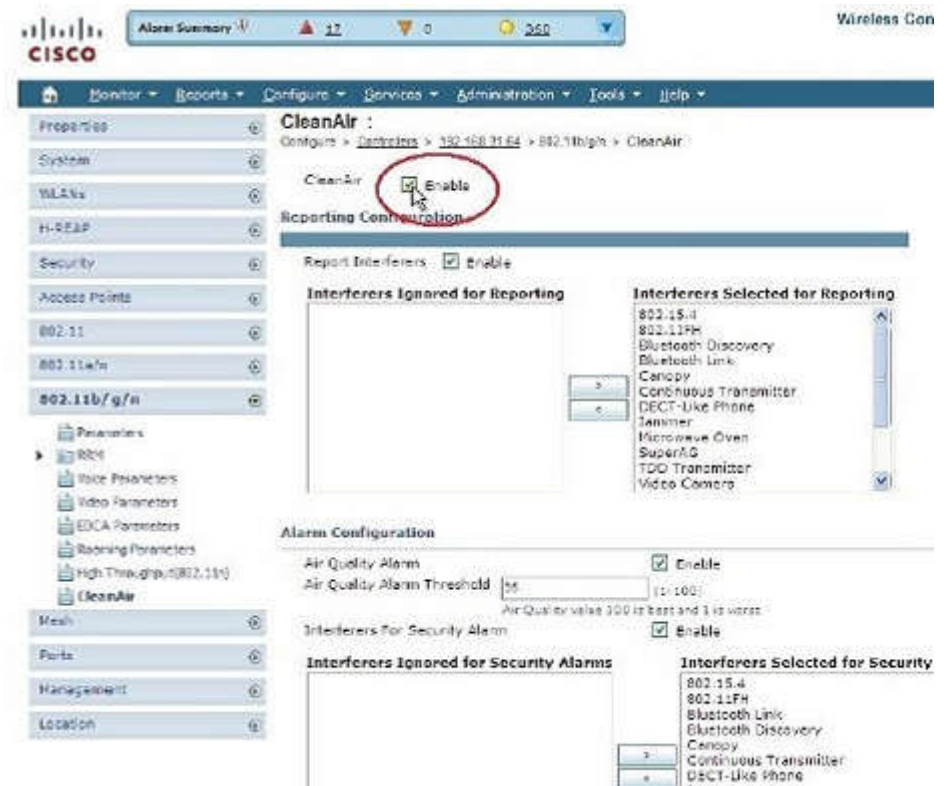 Alarm Summary 17 0 360
Wireless Con
CISCO
Monitor Reports Configure Services Administration Tools Help
Properties
System
WLANs
H-REAP
Security
Access Points
802.11
802.11a/n
802.11b/g/n
Parameters
RRM
Voice Parameters
Video Parameters
EDCA Parameters
Roaming Parameters
High Throughput(802.11n)
CleanAir
Mesh
Ports
Management
Location
CleanAir :
Configure > Controllers > 192.168.31.64 > 802.11b/g/n > CleanAir
CleanAir Enable
Reporting Configuration
Report Interferers Enable
Interferers Ignored for Reporting
Interferers Selected for Reporting
802.15.4
802.11FH
Bluetooth Discovery
Bluetooth Link
Canopy
Continuous Transmitter
DECT-Like Phone
Jammer
Microwave Oven
SuperAG
TDD Transmitter
Video Camera
>
<
Alarm Configuration
Air Quality Alarm Enable
Air Quality Alarm Threshold (1-100)
Air Quality value 100 is best and 1 is worst
Interferers For Security Alarm Enable
Interferers Ignored for Security Alarms
Interferers Selected for Security
802.15.4
802.11FH
Bluetooth Link
Bluetooth Discovery
Canopy
Continuous Transmitter
DECT-Like Phone
>
<